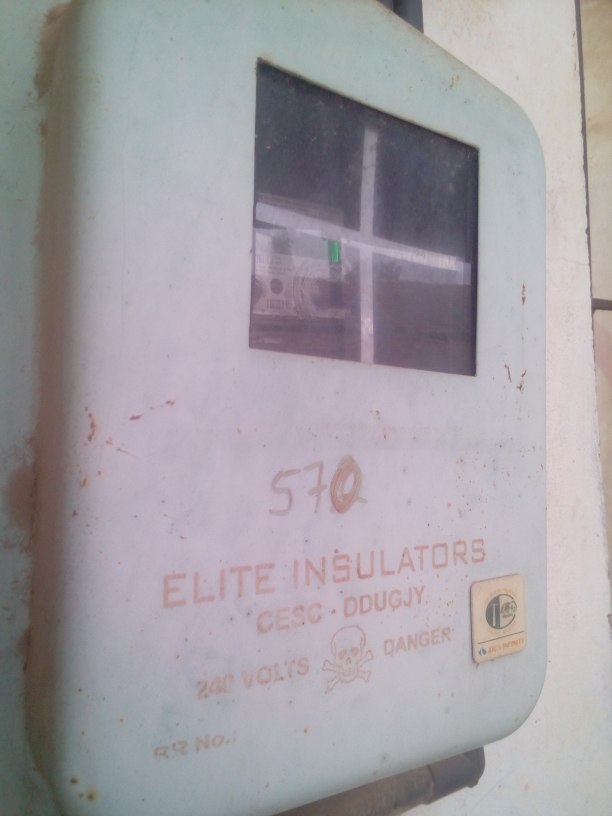 570
ELITE INSULATORS
CESC - DDUGJY
240 VOLTS DANGER
RR No.: